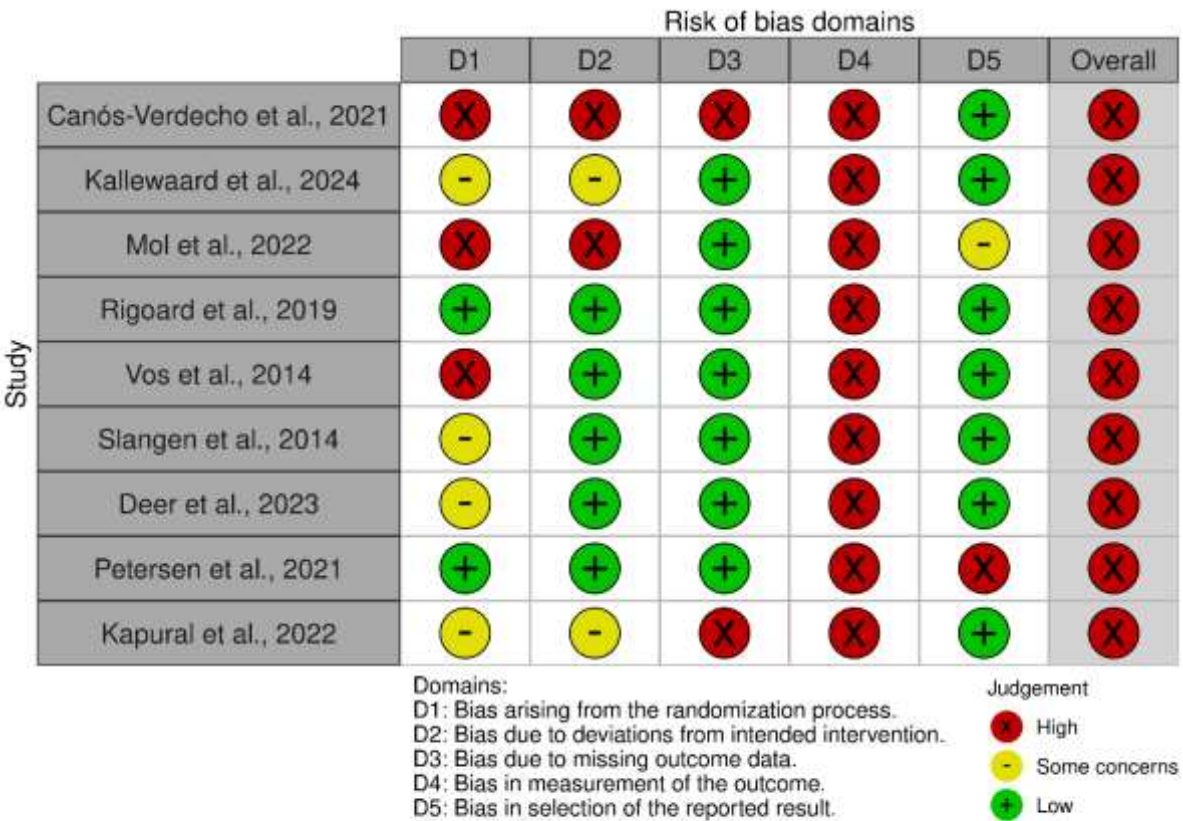 Risk of bias domains
D1 D2 D3 D4 D5 Overall
Study
Canós-Verdecho et al., 2021 X X X X + X
Kallewaard et al., 2024 - - + X + X
Mol et al., 2022 X X + X - X
Rigoard et al., 2019 + + + X + X
Vos et al., 2014 X + + X + X
Slangen et al., 2014 - + + X + X
Deer et al., 2023 - + + X + X
Petersen et al., 2021 + + + X X X
Kapural et al., 2022 - - X X + X
Domains:
D1: Bias arising from the randomization process.
D2: Bias due to deviations from intended intervention.
D3: Bias due to missing outcome data.
D4: Bias in measurement of the outcome.
D5: Bias in selection of the reported result.
Judgement
X High
- Some concerns
+ Low